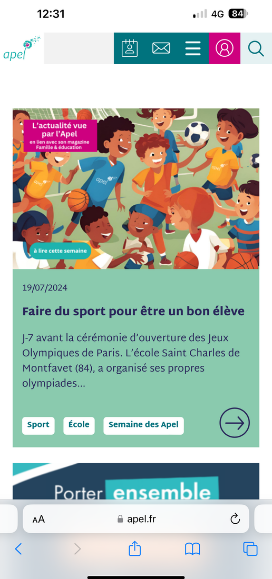 12:31
4G 84
apel
L'actualité vue
par l'Apel
en lien avec son magazine
Famille & éducation
apel
à lire cette semaine
19/07/2024
Faire du sport pour être un bon élève
J-7 avant la cérémonie d'ouverture des Jeux
Olympiques de Paris. L'école Saint Charles de
Montfavet (84), a organisé ses propres
olympiades...
Sport École Semaine des Apel
Porter ensemble
AA apel.fr